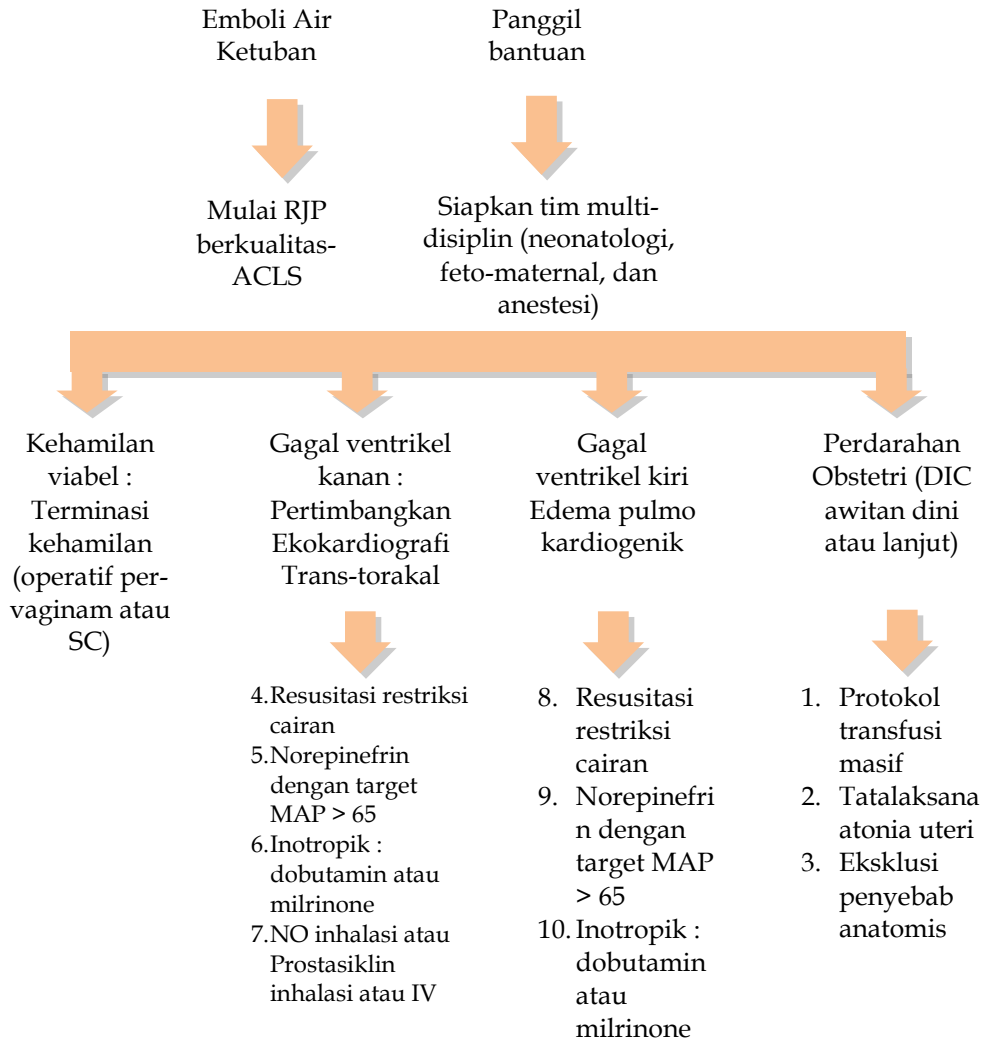 Emboli Air
Ketuban
Panggil
bantuan
Mulai RJP
berkualitas-
ACLS
Siapkan tim multi-
disiplin (neonatologi,
feto-maternal, dan
anestesi)
Kehamilan
viabel :
Terminasi
kehamilan
(operatif per-
vaginam atau
SC)
Gagal ventrikel
kanan :
Pertimbangkan
Ekokardiografi
Trans-torakal
Gagal
ventrikel kiri
Edema pulmo
kardiogenik
Perdarahan
Obstetri (DIC
awitan dini
atau lanjut)
4.Resusitasi restriksi
cairan
5.Norepinefrin
dengan target
MAP > 65
6.Inotropik :
dobutamin atau
milrinone
7.NO inhalasi atau
Prostasiklin
inhalasi atau IV
8. Resusitasi
restriksi
cairan
9. Norepinefri
n dengan
target MAP
> 65
10. Inotropik :
dobutamin
atau
milrinone
1. Protokol
transfusi
masif
2. Tatalaksana
atonia uteri
3. Eksklusi
penyebab
anatomis